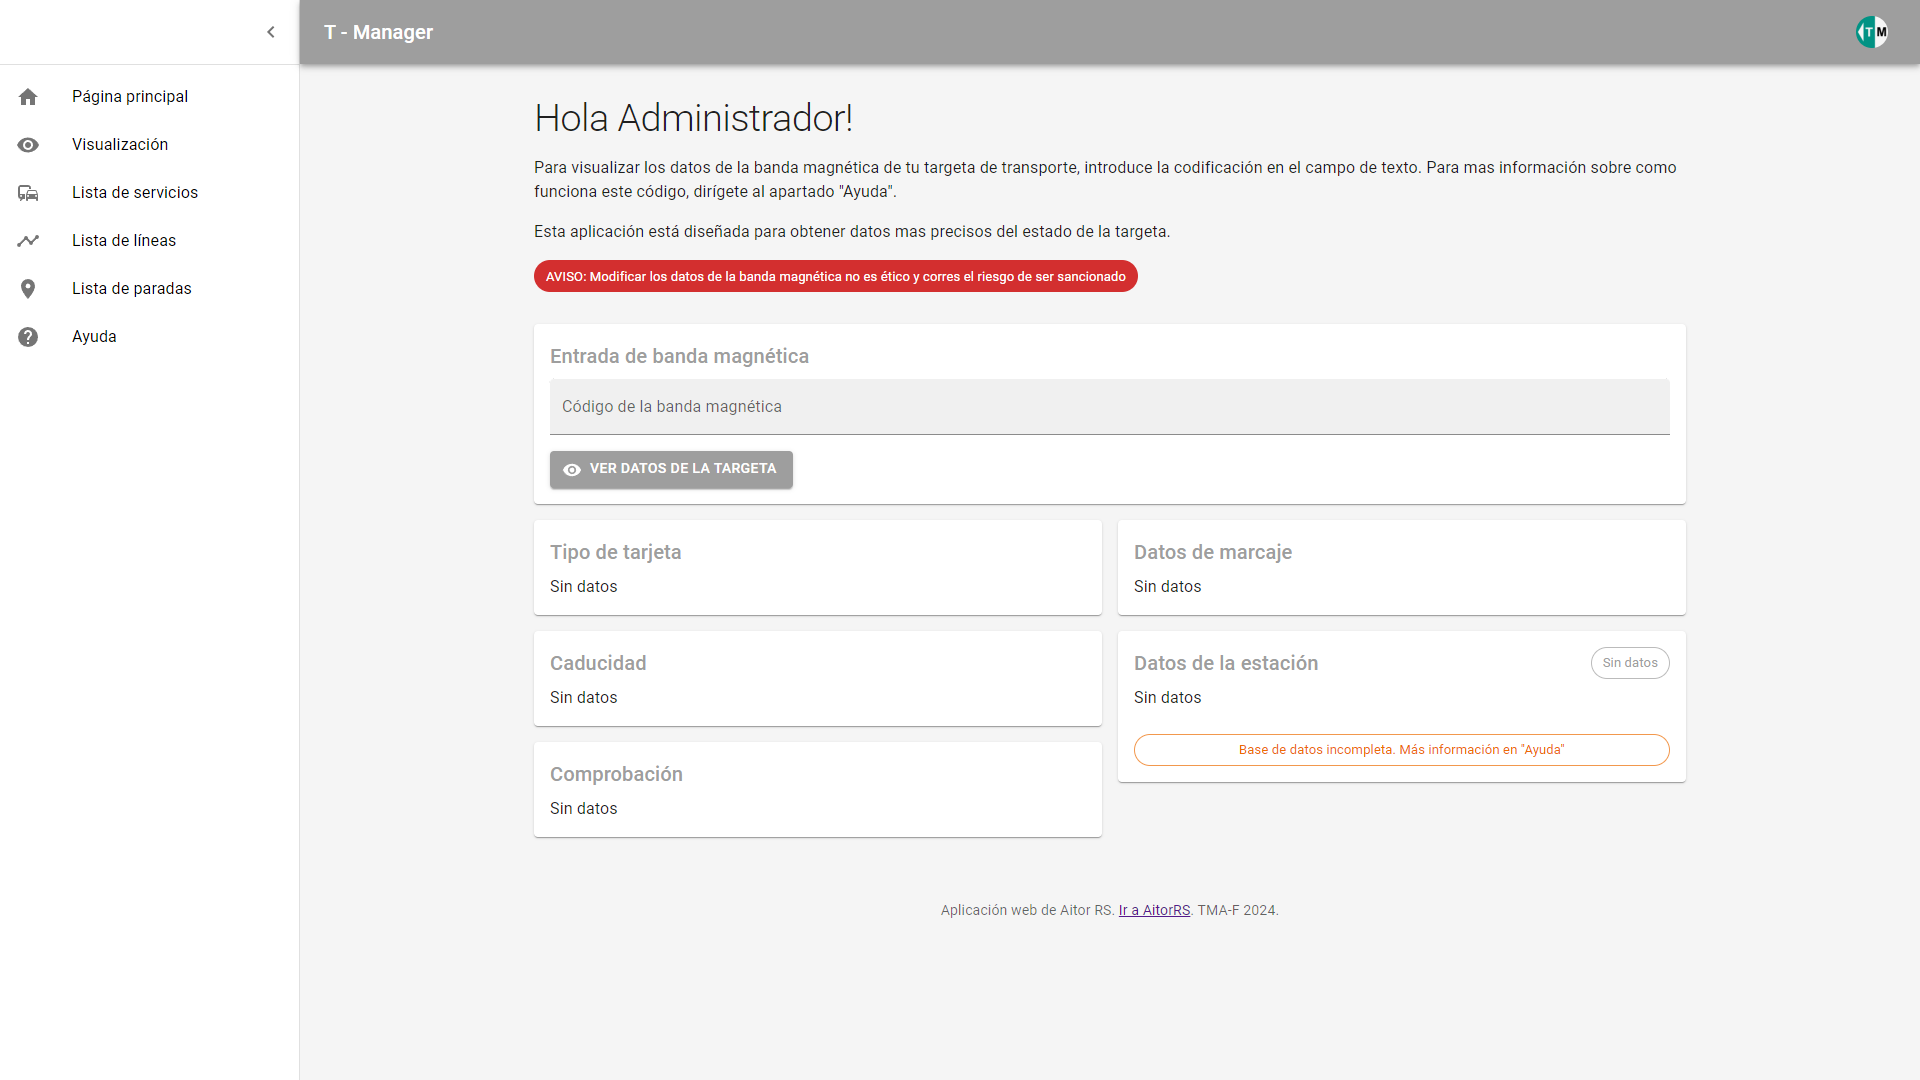 T - Manager
TM
Página principal
Visualización
Lista de servicios
Lista de líneas
Lista de paradas
Ayuda
Hola Administrador!
Para visualizar los datos de la banda magnética de tu targeta de transporte, introduce la codificación en el campo de texto. Para mas información sobre como
funciona este código, dirígete al apartado "Ayuda".
Esta aplicación está diseñada para obtener datos mas precisos del estado de la targeta.
AVISO: Modificar los datos de la banda magnética no es ético y corres el riesgo de ser sancionado
Entrada de banda magnética
Código de la banda magnética
VER DATOS DE LA TARGETA
Tipo de tarjeta
Sin datos
Datos de marcaje
Sin datos
Caducidad
Sin datos
Datos de la estación
Sin datos
Sin datos
Base de datos incompleta. Más información en "Ayuda"
Comprobación
Sin datos
Aplicación web de Aitor RS. Ir a AitorRS. TMA-F 2024.